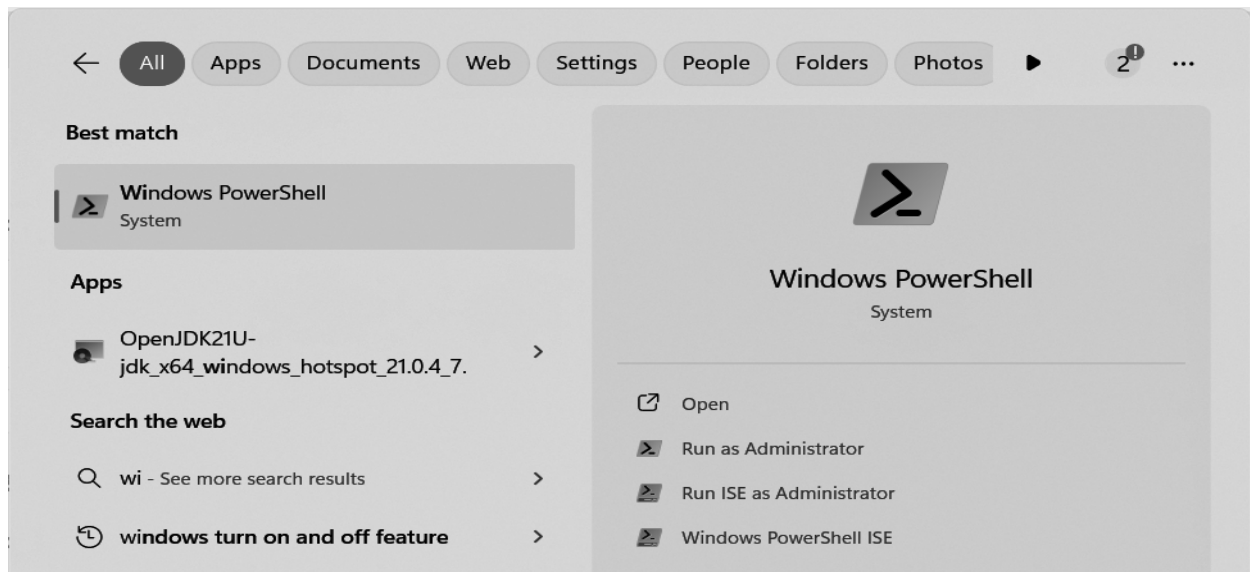 All Apps Documents Web Settings People Folders Photos 2 ...
Best match
Windows PowerShell
System
Apps
OpenJDK21U-
jdk_x64_windows_hotspot_21.0.4_7.
Search the web
wi - See more search results
windows turn on and off feature
Windows PowerShell
System
Open
Run as Administrator
Run ISE as Administrator
Windows PowerShell ISE